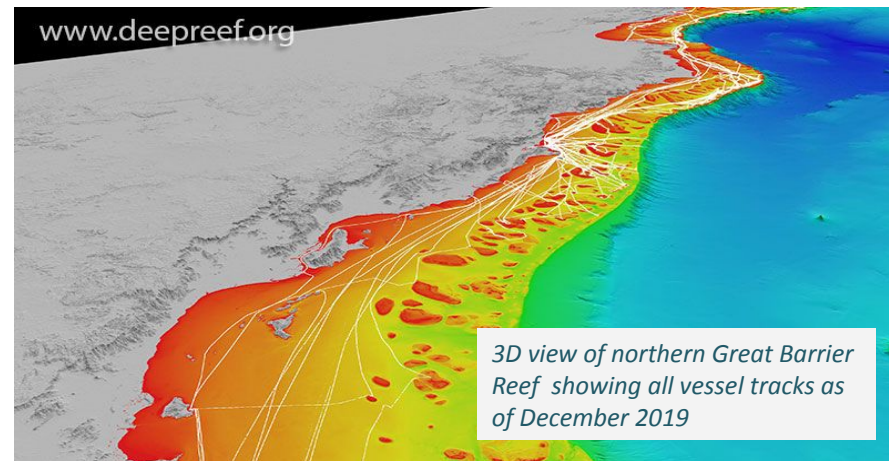 www.deepreef.org
3D view of northern Great Barrier
Reef showing all vessel tracks as
of December 2019